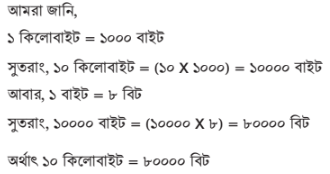 আমরা জানি,
১ কিলোবাইট = ১০০০ বাইট
সুতরাং, ১০ কিলোবাইট = (১০ X ১০০০) = ১০০০০ বাইট
আবার, ১ বাইট = ৮ বিট
সুতরাং, ১০০০০ বাইট = (১০০০০ X ৮) = ৮০০০০ বিট
অর্থাৎ ১০ কিলোবাইট = ৮০০০০ বিট